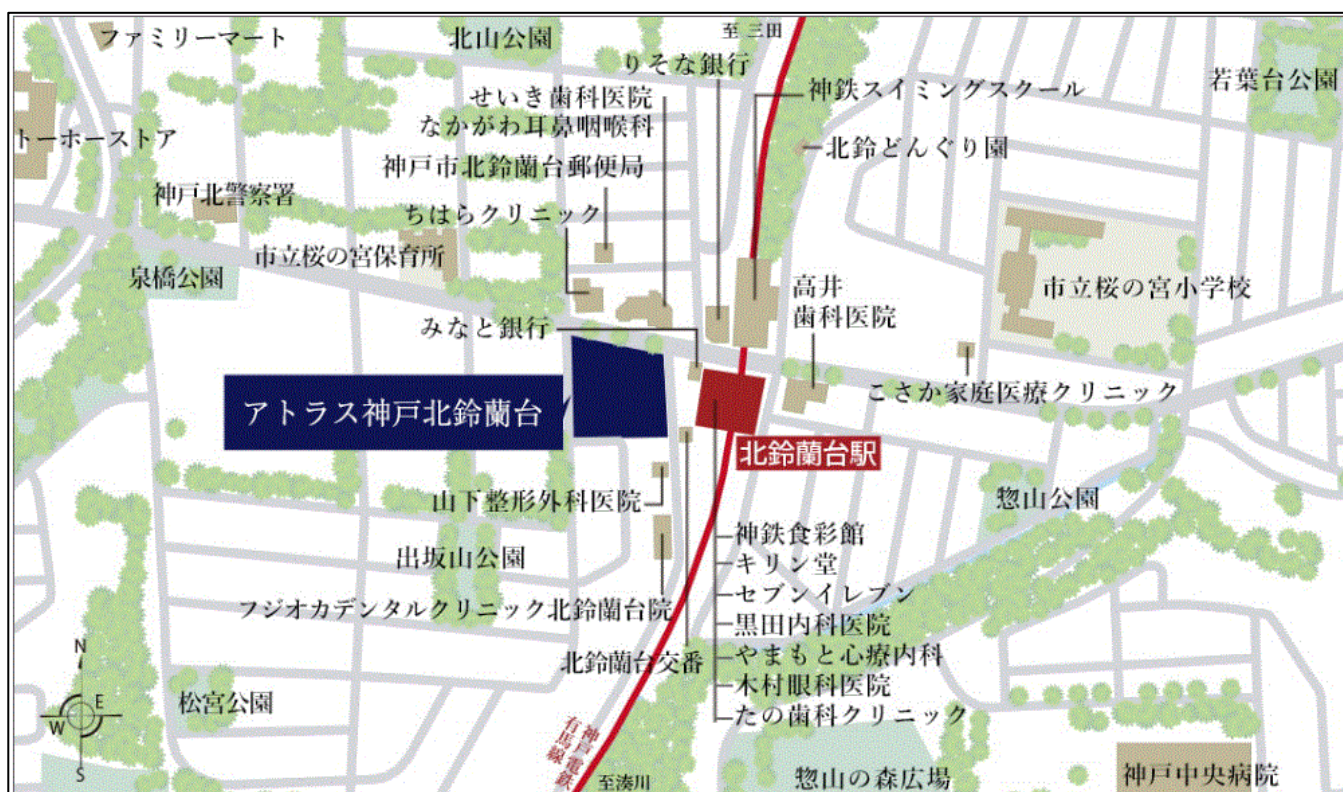 ファミリーマート
北山公園
至 三田
りそな銀行
若葉台公園
せいき歯科医院
神鉄スイミングスクール
なかがわ耳鼻咽喉科
トーホーストア
北鈴どんぐり園
神戸市北鈴蘭台郵便局
神戸北警察署
ちはらクリニック
市立桜の宮保育所
泉橋公園
高井
歯科医院
市立桜の宮小学校
みなと銀行
こさか家庭医療クリニック
アトラス神戸北鈴蘭台
北鈴蘭台駅
山下整形外科医院
惣山公園
出坂山公園
神鉄食彩館
キリン堂
セブンイレブン
フジオカデンタルクリニック北鈴蘭台院
黒田内科医院
北鈴蘭台交番
やまもと心療内科
木村眼科医院
たの歯科クリニック
N
E
W
S
松宮公園
神戸電鉄
有馬線
至湊川
惣山の森広場
神戸中央病院